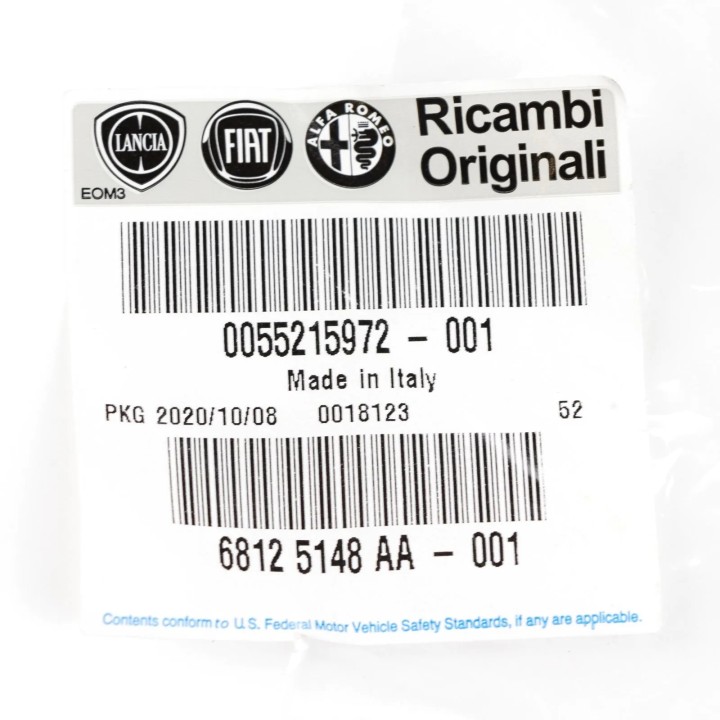 LANCIA FIAT ALFA ROMEO Ricambi
Originali
EOM3
0055215972 - 001
Made in Italy
PKG 2020/10/08 0018123 52
6812 5148 AA - 001
Contents conform to U.S. Federal Motor Vehicle Safety Standards, if any are applicable.